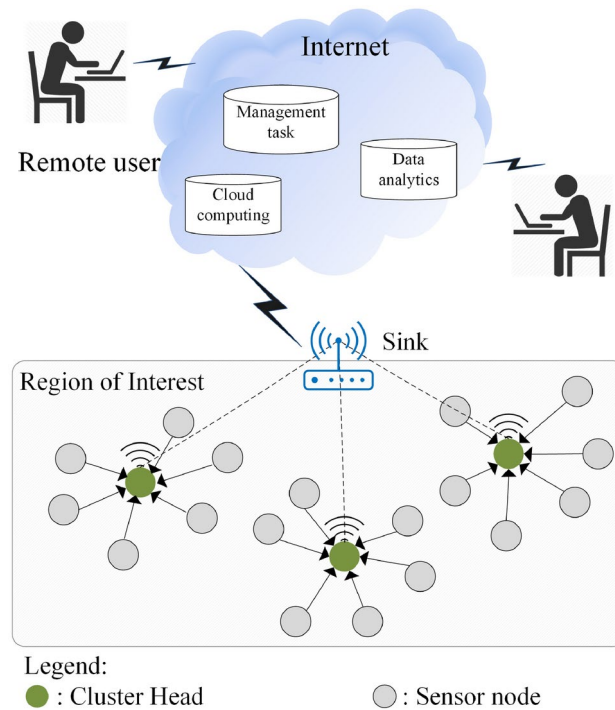 Internet
Management
task
Remote user
Data
analytics
Cloud
computing
Sink
Region of Interest
Legend:
: Cluster Head
: Sensor node